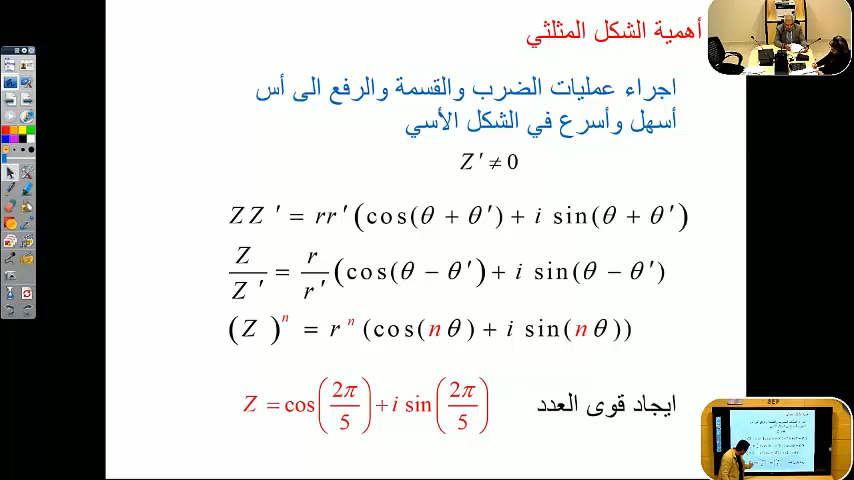 أهمية الشكل المثلثي
اجراء عمليات الضرب والقسمة والرفع الى أس
أسهل وأسرع في الشكل الأسي
Z′ ≠ 0
Z Z′ = rr′(cos(θ + θ′) + i sin(θ + θ′)
Z/Z′ = r/r′(cos(θ − θ′) + i sin(θ − θ′)
(Z)ⁿ = rⁿ(cos(nθ) + i sin(nθ))
ايجاد قوى العدد Z = cos(2π/5) + i sin(2π/5)
SEP